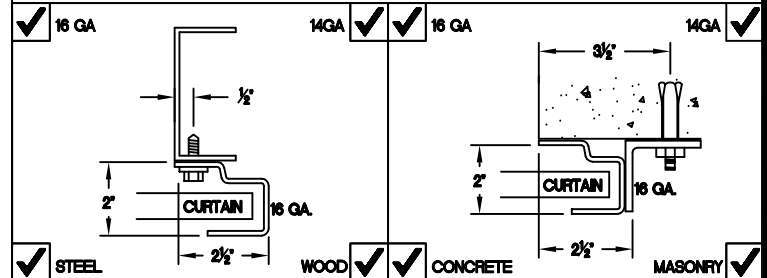 16 GA
14GA
16 GA
14GA
½"
3½"
2"
CURTAIN
16 GA.
2½"
2"
CURTAIN
16 GA.
2½"
STEEL
WOOD
CONCRETE
MASONRY